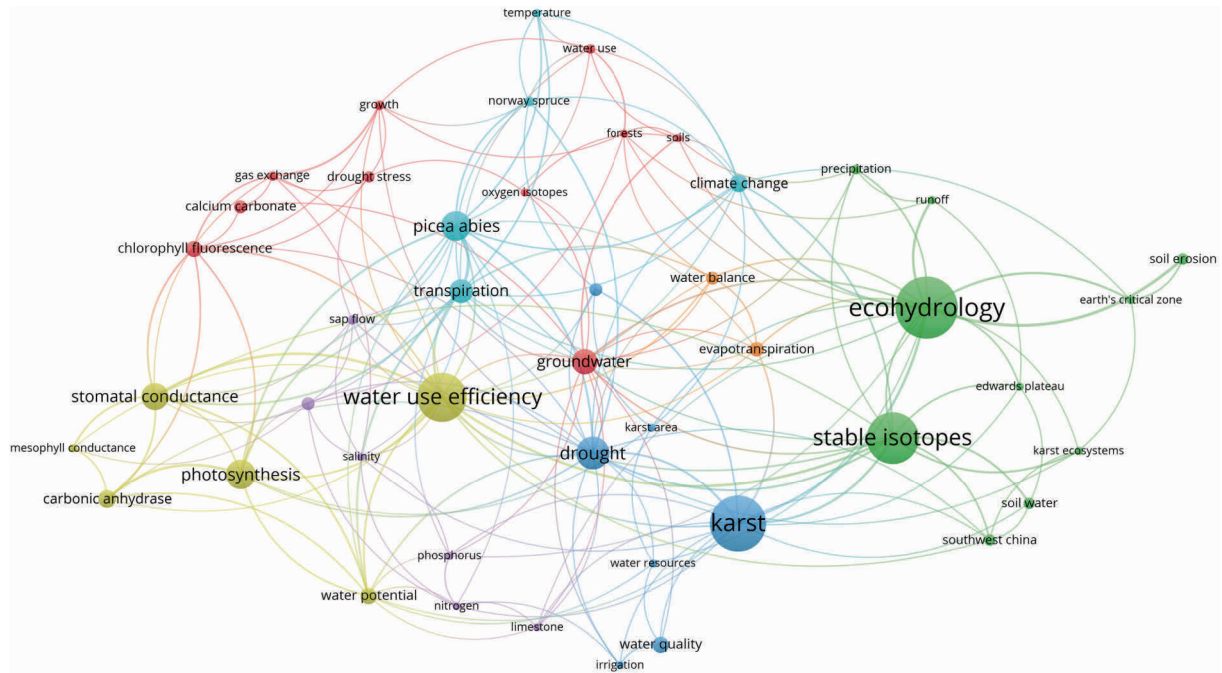 temperature
water use
norway spruce
growth
forests
soils
precipitation
gas exchange
drought stress
climate change
oxygen isotopes
runoff
calcium carbonate
picea abies
chlorophyll fluorescence
soil erosion
water balance
transpiration
earth's critical zone
ecohydrology
sap flow
evapotranspiration
groundwater
edwards plateau
stomatal conductance
water use efficiency
karst area
stable isotopes
mesophyll conductance
karst ecosystems
drought
salinity
photosynthesis
carbonic anhydrase
soil water
karst
southwest china
phosphorus
water resources
water potential
nitrogen
limestone
water quality
irrigation